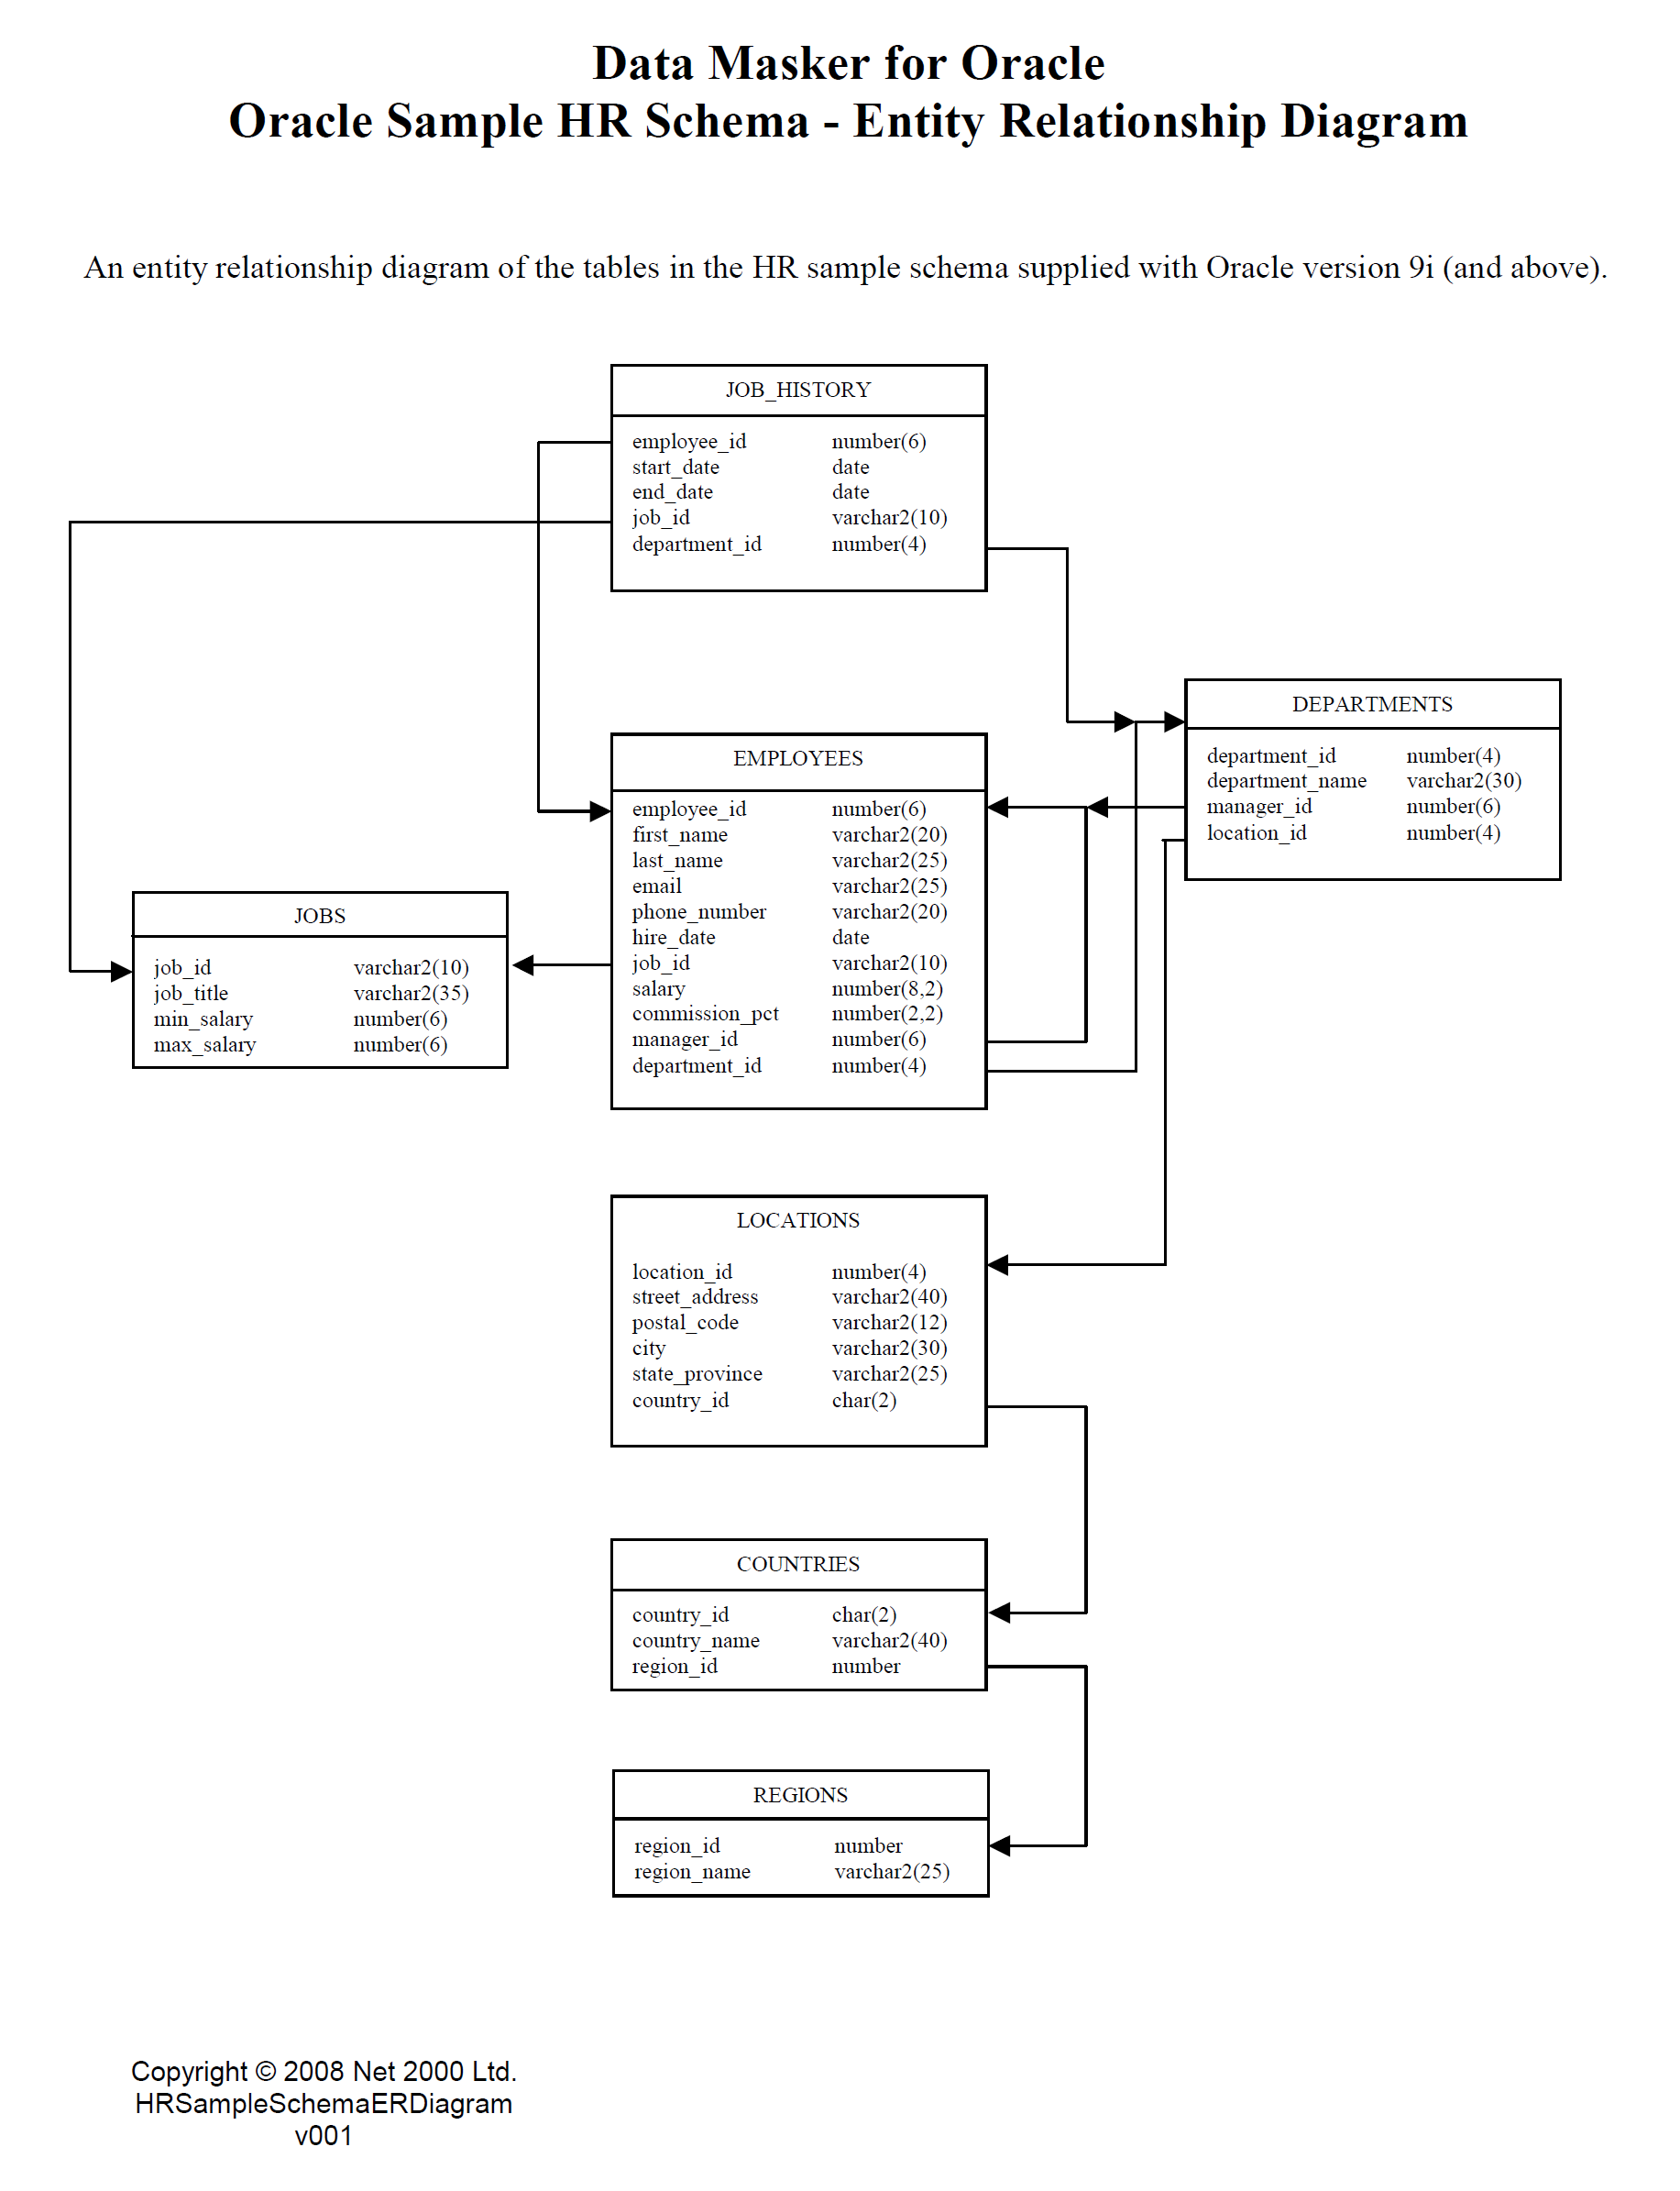 Data Masker for Oracle
Oracle Sample HR Schema - Entity Relationship Diagram
An entity relationship diagram of the tables in the HR sample schema supplied with Oracle version 9i (and above).
JOB_HISTORY
employee_id number(6)
start_date date
end_date date
job_id varchar2(10)
department_id number(4)
DEPARTMENTS
department_id number(4)
department_name varchar2(30)
manager_id number(6)
location_id number(4)
EMPLOYEES
employee_id number(6)
first_name varchar2(20)
last_name varchar2(25)
email varchar2(25)
phone_number varchar2(20)
hire_date date
job_id varchar2(10)
salary number(8,2)
commission_pct number(2,2)
manager_id number(6)
department_id number(4)
JOBS
job_id varchar2(10)
job_title varchar2(35)
min_salary number(6)
max_salary number(6)
LOCATIONS
location_id number(4)
street_address varchar2(40)
postal_code varchar2(12)
city varchar2(30)
state_province varchar2(25)
country_id char(2)
COUNTRIES
country_id char(2)
country_name varchar2(40)
region_id number
REGIONS
region_id number
region_name varchar2(25)
Copyright © 2008 Net 2000 Ltd.
HRSampleSchemaERDiagram
v001